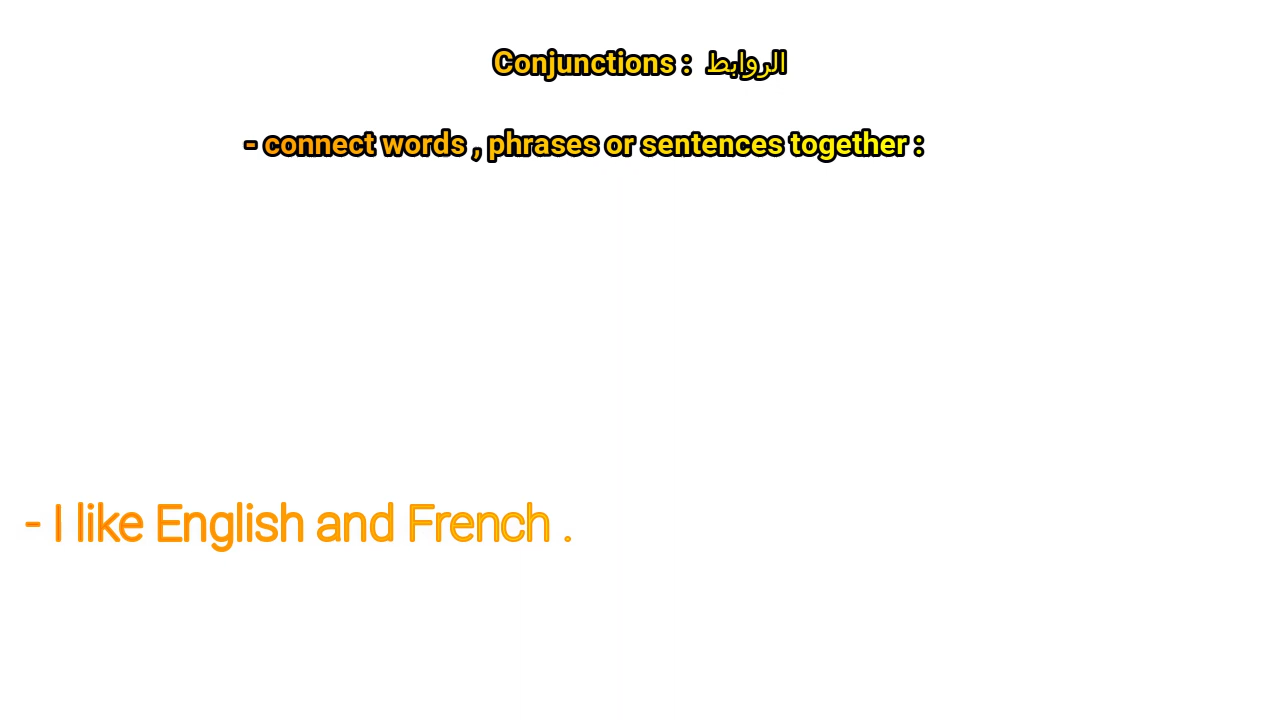 Conjunctions : الروابط
- connect words , phrases or sentences together :
- I like English and French .